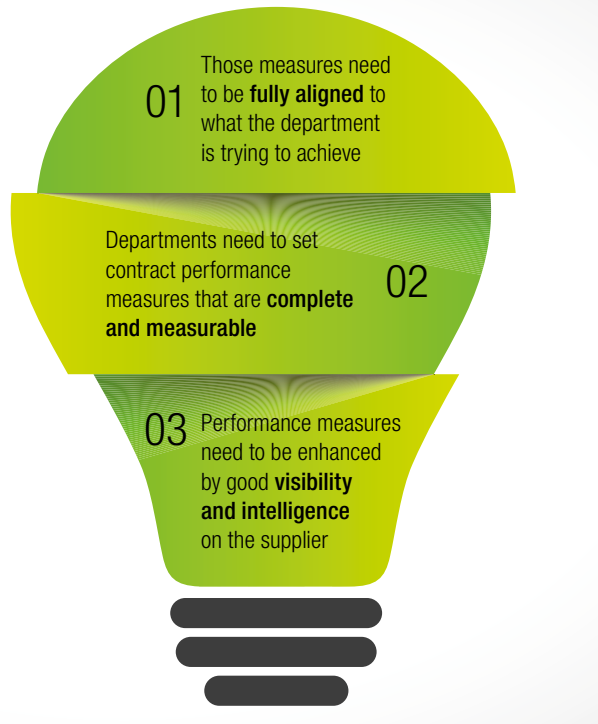 01
Those measures need
to be fully aligned to
what the department
is trying to achieve
Departments need to set
contract performance
measures that are complete
and measurable
02
03
Performance measures
need to be enhanced
by good visibility
and intelligence
on the supplier